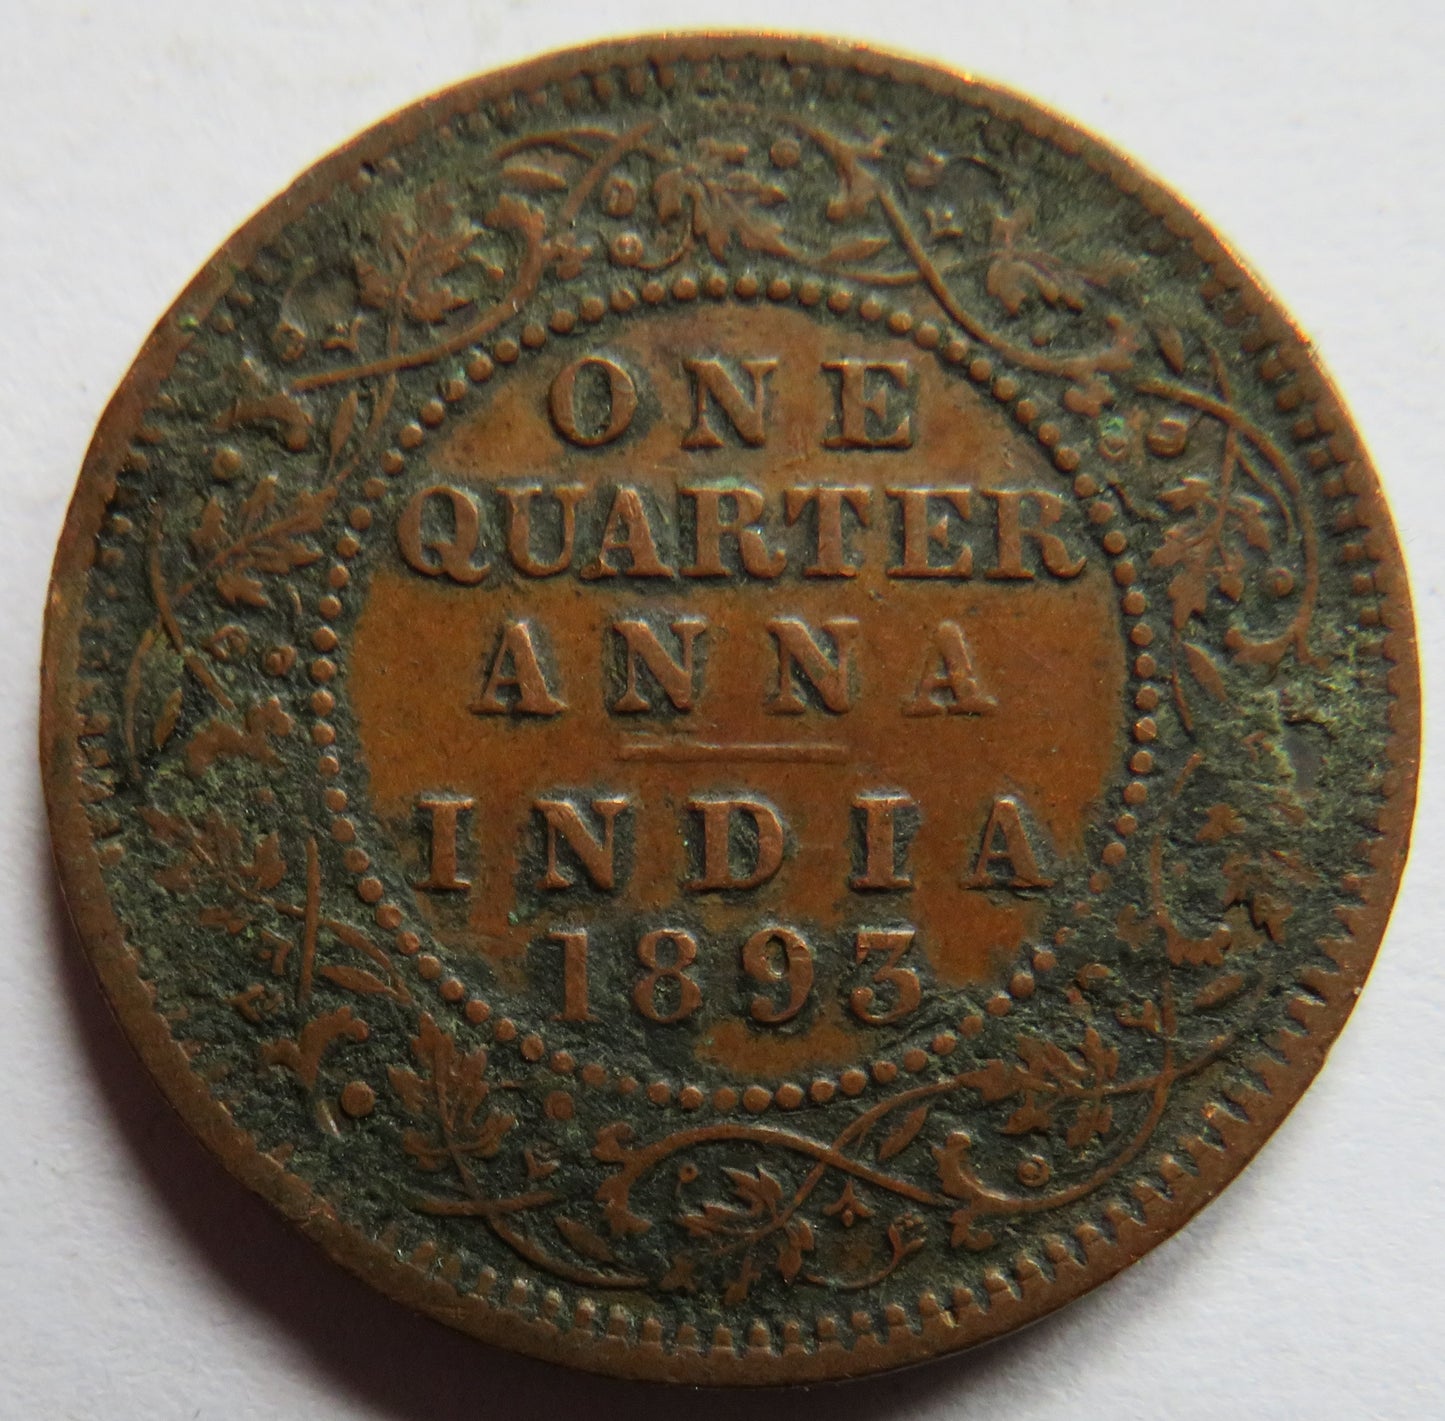 ONE
QUARTER
ANNA
INDIA
1893